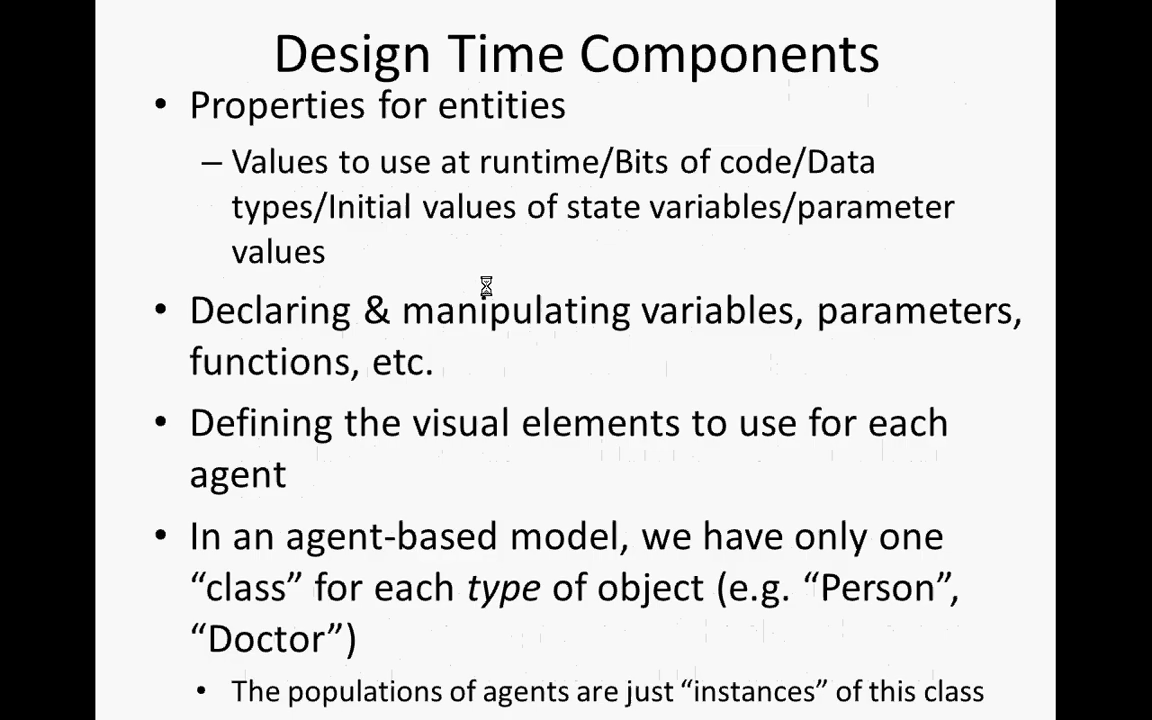 Design Time Components
• Properties for entities
– Values to use at runtime/Bits of code/Data
types/Initial values of state variables/parameter
values
• Declaring & manipulating variables, parameters,
functions, etc.
• Defining the visual elements to use for each
agent
• In an agent-based model, we have only one
“class” for each type of object (e.g. “Person”,
“Doctor”)
• The populations of agents are just “instances” of this class